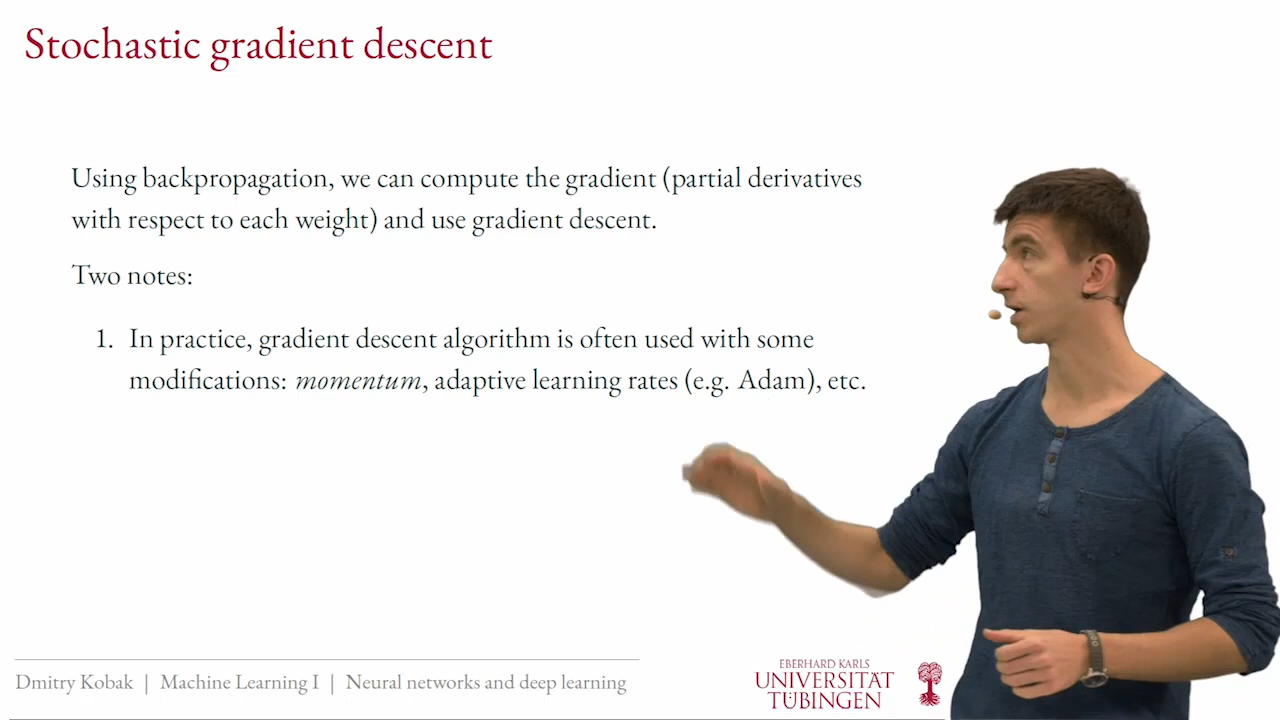 Stochastic gradient descent
Using backpropagation, we can compute the gradient (partial derivatives
with respect to each weight) and use gradient descent.
Two notes:
1. In practice, gradient descent algorithm is often used with some
modifications: momentum, adaptive learning rates (e.g. Adam), etc.
Dmitry Kobak | Machine Learning I | Neural networks and deep learning
EBERHARD KARLS
UNIVERSITÄT
TÜBINGEN